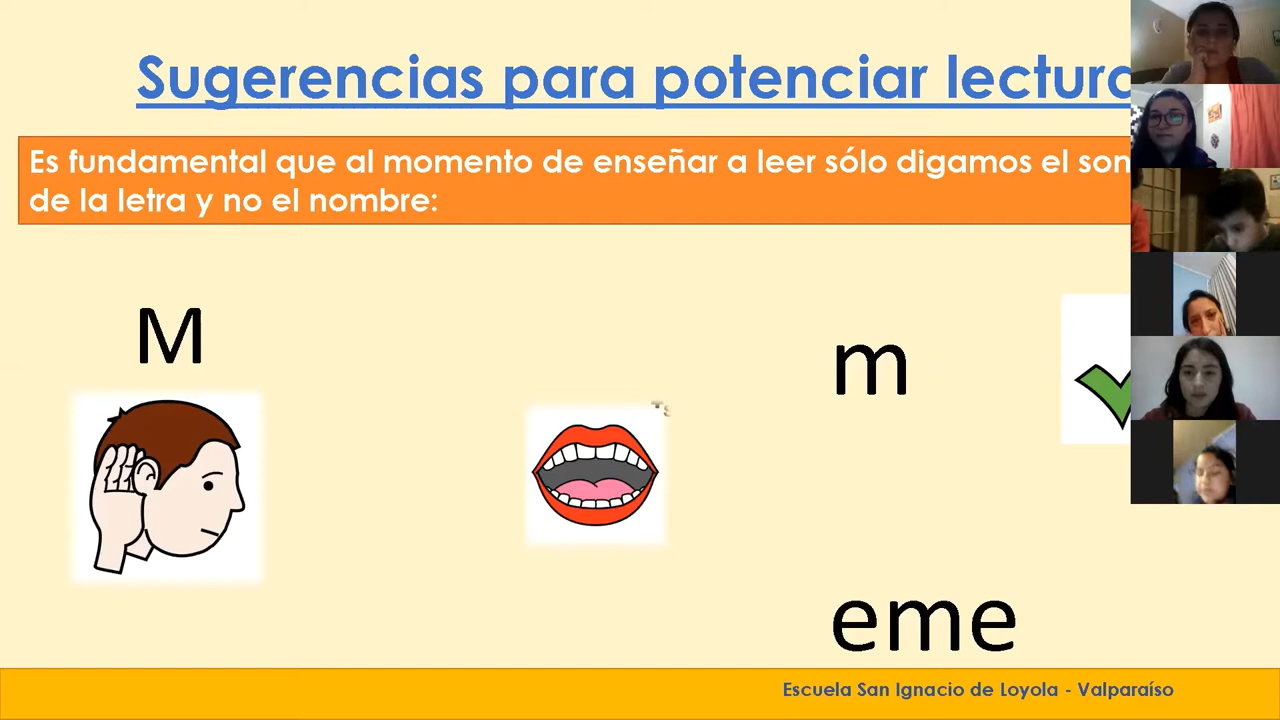 Sugerencias para potenciar lectura
Es fundamental que al momento de enseñar a leer sólo digamos el son
de la letra y no el nombre:
M
m
eme
Escuela San Ignacio de Loyola - Valparaíso